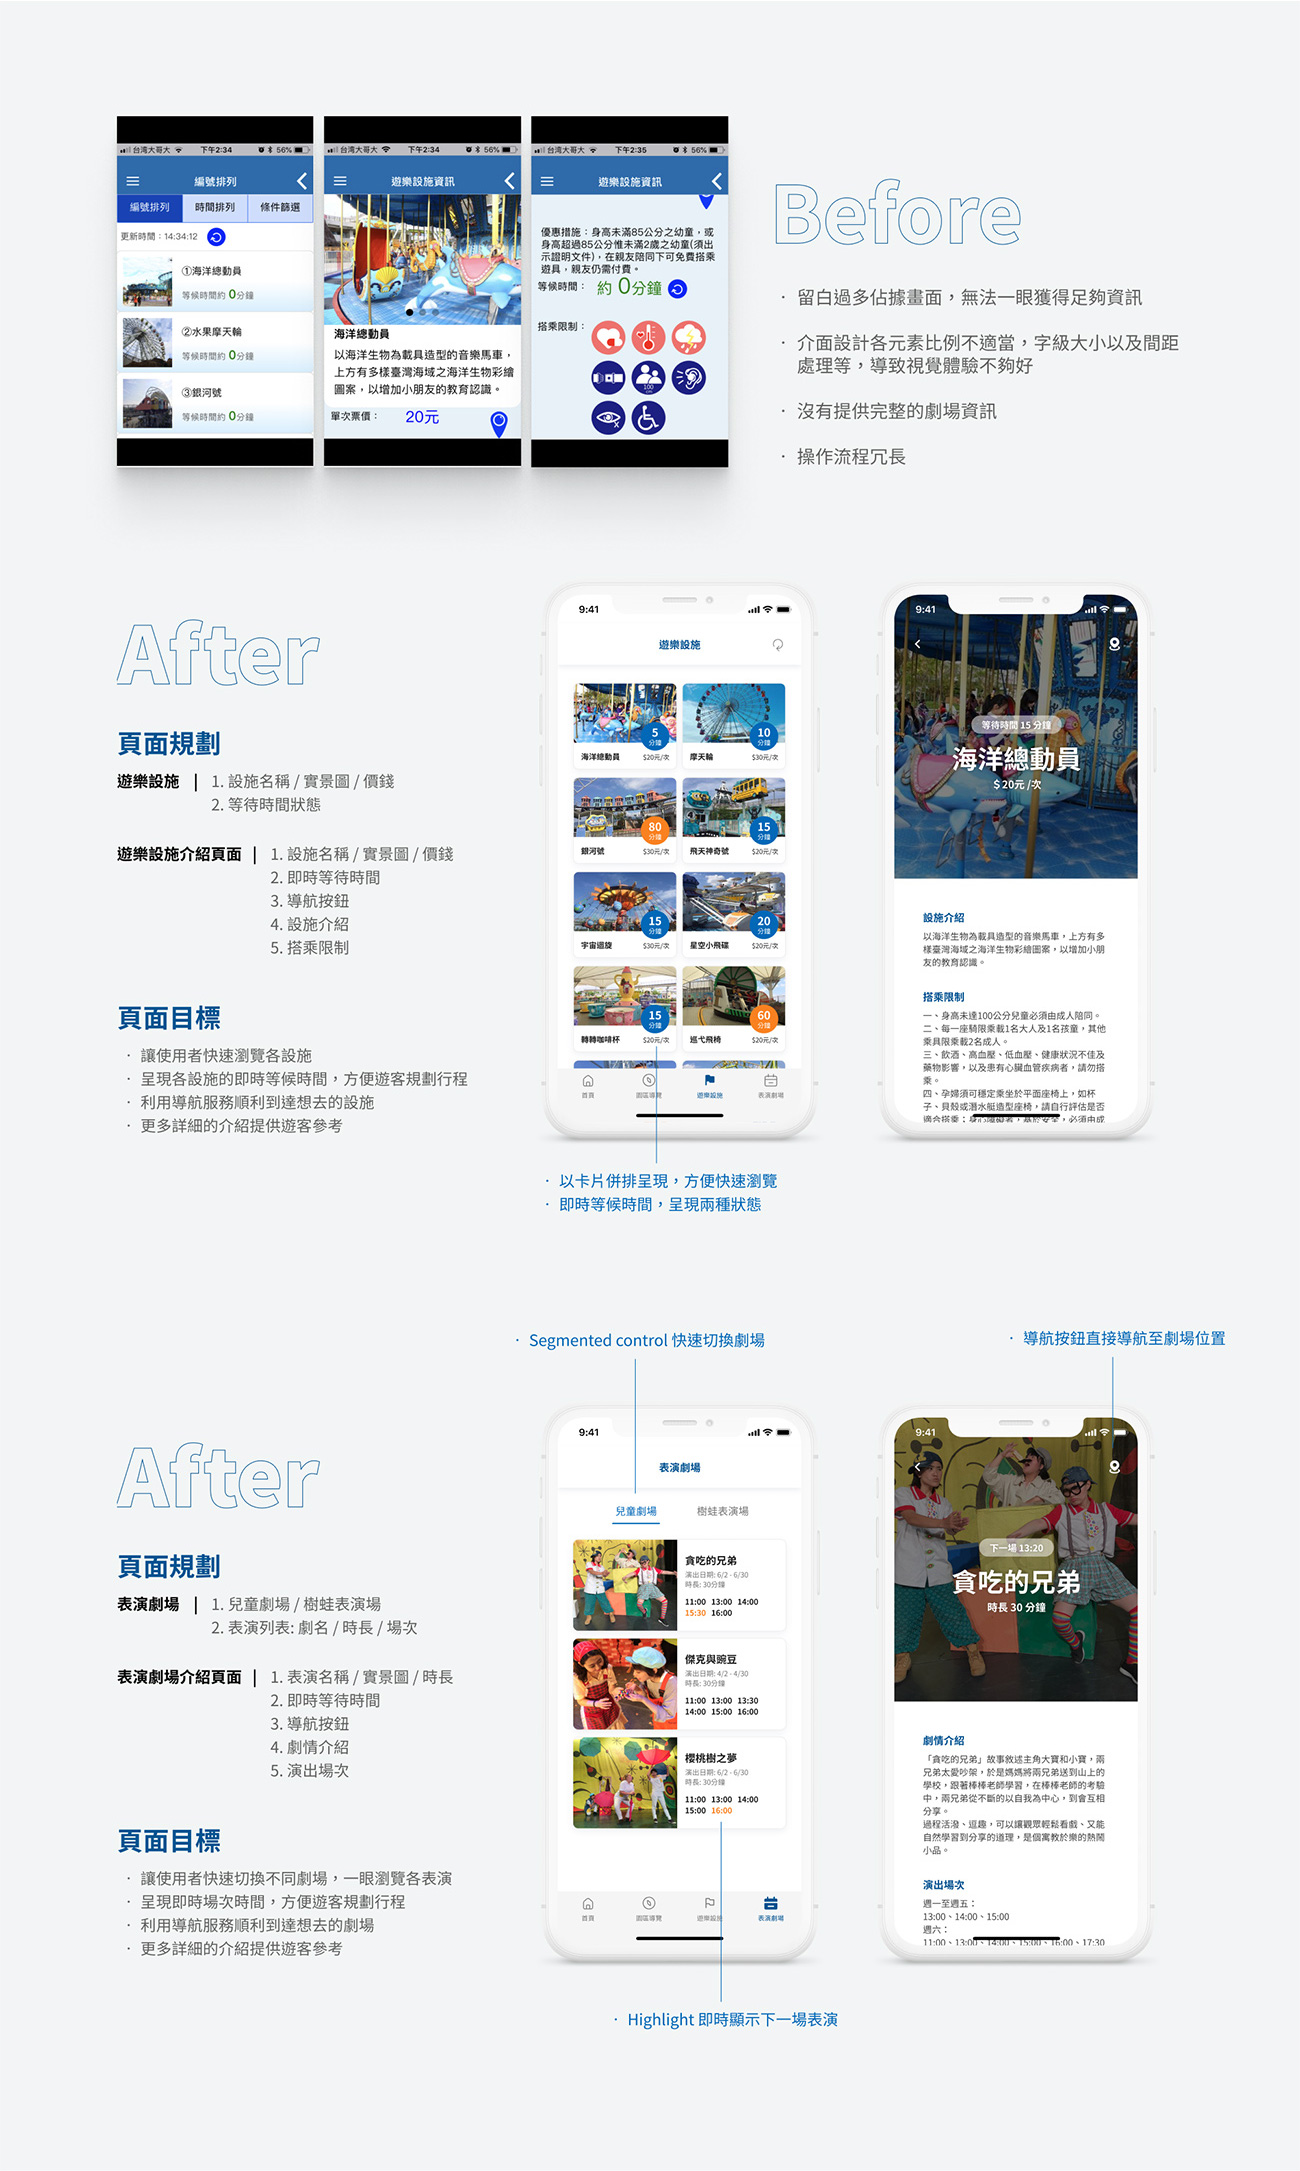 台湾大哥大 下午2:34 56%
編號排列
編號排列 時間排列 條件篩選
更新時間：14:34:12
①海洋總動員
等候時間約 0分鐘
②水果摩天輪
等候時間約 0分鐘
③銀河號
等候時間約 0分鐘
台湾大哥大 下午2:34 56%
遊樂設施資訊
海洋總動員
以海洋生物為載具造型的音樂馬車，
上方有多樣臺灣海域之海洋生物彩繪
圖案，以增加小朋友的教育認識。
單次票價： 20元
台湾大哥大 下午2:35 56%
遊樂設施資訊
優惠措施：身高未滿85公分之幼童，或
身高超過85公分惟未滿2歲之幼童(須出
示證明文件)，在親友陪同下可免費搭乘
遊具，親友仍需付費。
等候時間： 約 0分鐘
搭乘限制：
100
Before
· 留白過多佔據畫面，無法一眼獲得足夠資訊
· 介面設計各元素比例不適當，字級大小以及間距
處理等，導致視覺體驗不夠好
· 沒有提供完整的劇場資訊
· 操作流程冗長
After
頁面規劃
遊樂設施 | 1. 設施名稱 / 實景圖 / 價錢
2. 等待時間狀態
遊樂設施介紹頁面 | 1. 設施名稱 / 實景圖 / 價錢
2. 即時等待時間
3. 導航按鈕
4. 設施介紹
5. 搭乘限制
頁面目標
· 讓使用者快速瀏覽各設施
· 呈現各設施的即時等候時間，方便遊客規劃行程
· 利用導航服務順利到達想去的設施
· 更多詳細的介紹提供遊客參考
9:41
遊樂設施
5 分鐘
海洋總動員 $20元/次
10 分鐘
摩天輪 $30元/次
80 分鐘
銀河號 $30元/次
15 分鐘
飛天神奇號 $20元/次
15 分鐘
宇宙迴旋 $30元/次
20 分鐘
星空小飛碟 $20元/次
15 分鐘
轉轉咖啡杯 $20元/次
60 分鐘
巡弋飛椅 $20元/次
首頁 園區導覽 遊樂設施 表演劇場
· 以卡片併排呈現，方便快速瀏覽
· 即時等候時間，呈現兩種狀態
9:41
等待時間 15 分鐘
海洋總動員
$ 20元 /次
設施介紹
以海洋生物為載具造型的音樂馬車，上方有多
樣臺灣海域之海洋生物彩繪圖案，以增加小朋
友的教育認識。
搭乘限制
一、身高未達100公分兒童必須由成人陪同。
二、每一座騎限乘載1名大人及1名孩童，其他
乘具限乘載2名成人。
三、飲酒、高血壓、低血壓、健康狀況不佳及
藥物影響，以及患有心臟血管疾病者，請勿搭
乘。
四、孕婦須可穩定乘坐於平面座椅上，如杯
子、貝殼或潛水艇造型座椅，請自行評估是否
適合搭乘；身心障礙者，基於安全，必須由成
· Segmented control 快速切換劇場
· 導航按鈕直接導航至劇場位置
After
頁面規劃
表演劇場 | 1. 兒童劇場 / 樹蛙表演場
2. 表演列表: 劇名 / 時長 / 場次
表演劇場介紹頁面 | 1. 表演名稱 / 實景圖 / 時長
2. 即時等待時間
3. 導航按鈕
4. 劇情介紹
5. 演出場次
頁面目標
· 讓使用者快速切換不同劇場，一眼瀏覽各表演
· 呈現即時場次時間，方便遊客規劃行程
· 利用導航服務順利到達想去的劇場
· 更多詳細的介紹提供遊客參考
9:41
表演劇場
兒童劇場 樹蛙表演場
貪吃的兄弟
演出日期: 6/2 - 6/30
時長: 30分鐘
11:00 13:00 14:00
15:30 16:00
傑克與豌豆
演出日期: 4/2 - 4/30
時長: 30分鐘
11:00 13:00 13:30
14:00 15:00 16:00
櫻桃樹之夢
演出日期: 6/2 - 6/30
時長: 30分鐘
11:00 13:00 14:00
15:00 16:00
首頁 園區導覽 遊樂設施 表演劇場
· Highlight 即時顯示下一場表演
9:41
下一場 13:20
貪吃的兄弟
時長 30 分鐘
劇情介紹
「貪吃的兄弟」故事敘述主角大寶和小寶，兩
兄弟太愛吵架，於是媽媽將兩兄弟送到山上的
學校，跟著棒棒老師學習，在棒棒老師的考驗
中，兩兄弟從不斷的以自我為中心，到會互相
分享。
過程活潑、逗趣，可以讓觀眾輕鬆看戲、又能
自然學習到分享的道理，是個寓教於樂的熱鬧
小品。
演出場次
週一至週五：
13:00、14:00、15:00
週六：
11:00、13:00、14:00、15:00、16:00、17:30